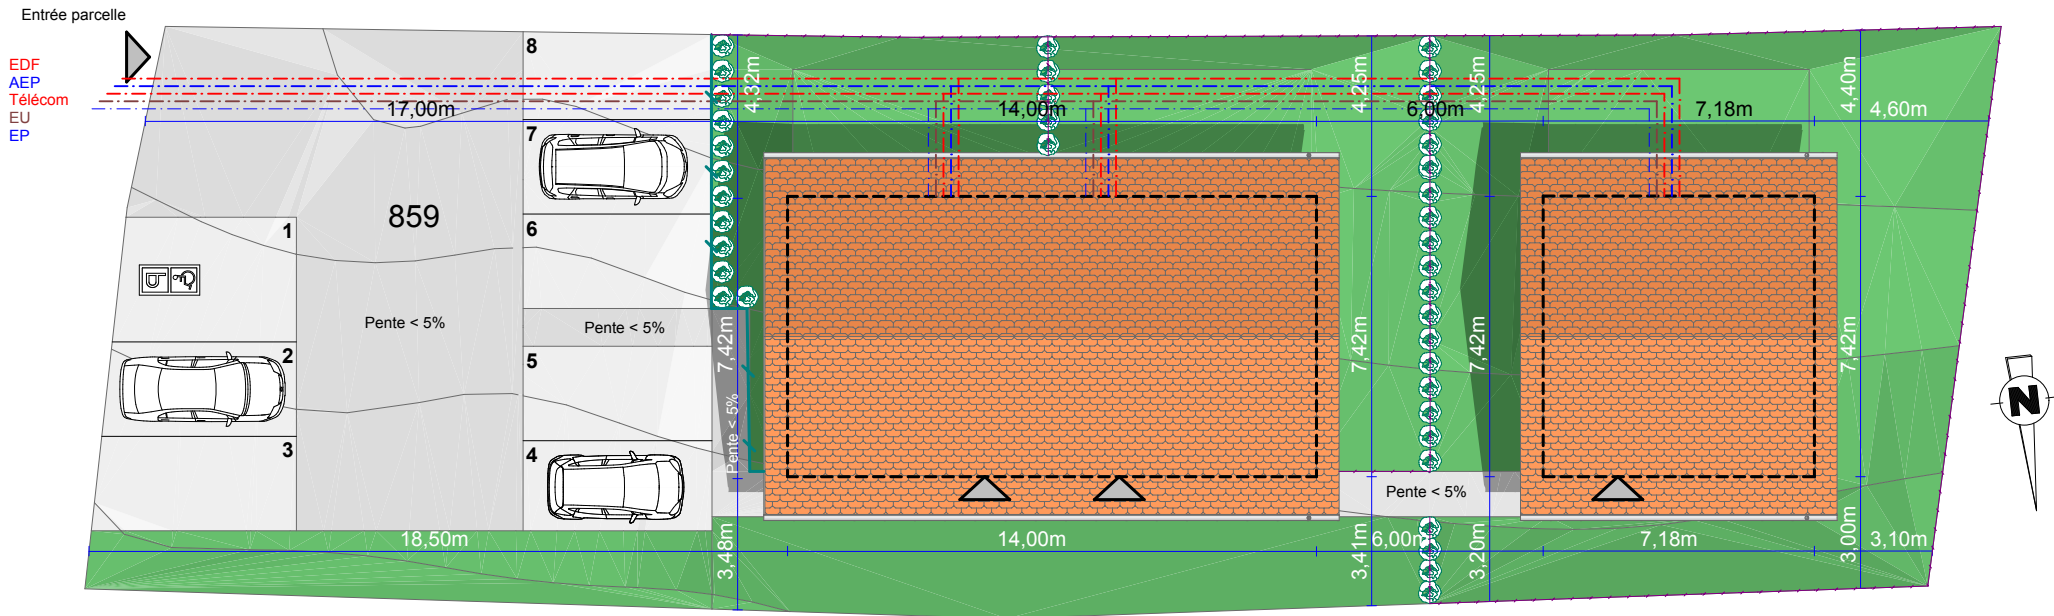 Entrée parcelle
EDF
AEP
Télécom
EU
EP
8
17,00m
4,32m
14,00m
4,25m
6,00m
4,25m
7,18m
4,40m
4,60m
7
859
6
1
Pente < 5%
Pente < 5%
7,42m
7,42m
7,42m
7,42m
2
5
Pente < 5%
N
3
4
Pente < 5%
18,50m
3,48m
14,00m
3,41m
6,00m
3,20m
7,18m
3,00m
3,10m